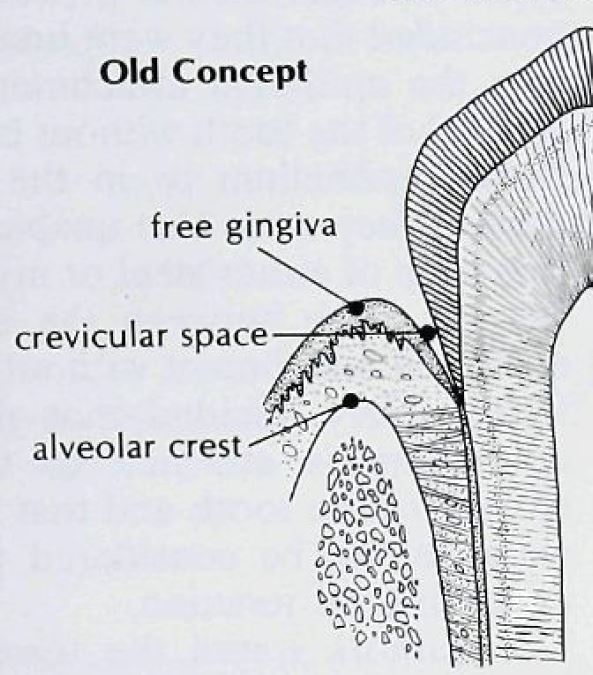 Old Concept
free gingiva
crevicular space
alveolar crest